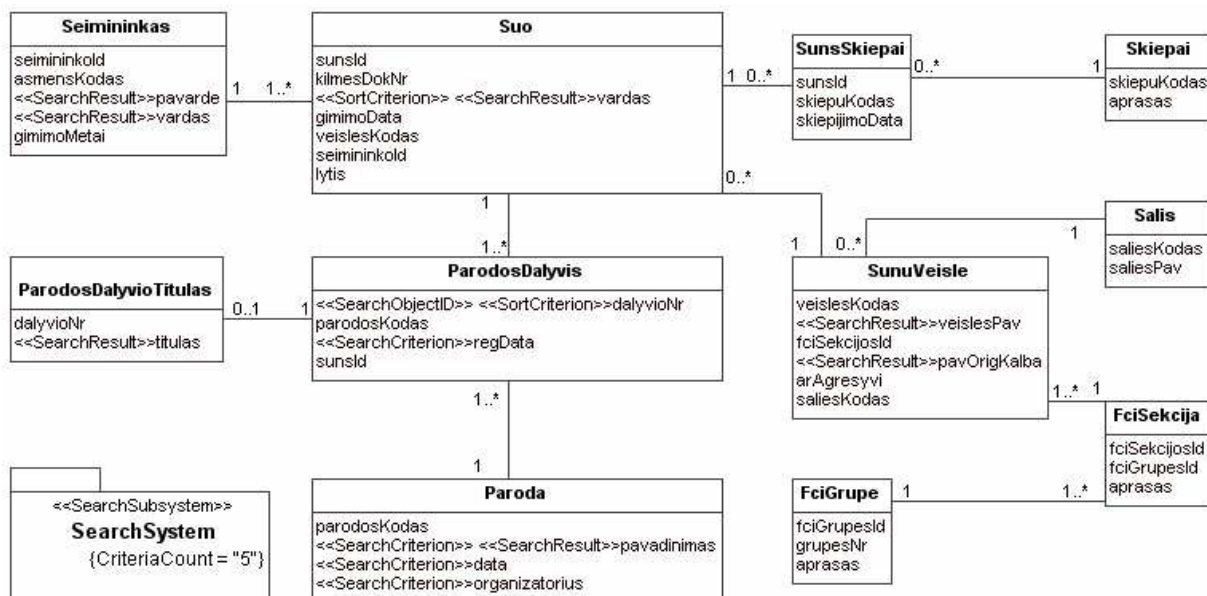 Seimininkas
seimininkoId
asmensKodas
<<SearchResult>>pavarde
<<SearchResult>>vardas
gimimoMetai
1
1..*
Suo
sunsId
kilmesDokNr
<<SortCriterion>> <<SearchResult>>vardas
gimimoData
veislesKodas
seimininkoId
lytis
1
0..*
SunsSkiepai
sunsId
skiepuKodas
skiepijimoData
0..*
1
Skiepai
skiepuKodas
aprasas
0..*
1
1
1..*
0..*
1
Salis
saliesKodas
saliesPav
ParodosDalyvioTitulas
dalyvioNr
<<SearchResult>>titulas
0..1
1
ParodosDalyvis
<<SearchObjectID>> <<SortCriterion>>dalyvioNr
parodosKodas
<<SearchCriterion>>regData
sunsId
SunuVeisle
veislesKodas
<<SearchResult>>veislesPav
fciSekcijosId
<<SearchResult>>pavOrigKalba
arAgresyvi
saliesKodas
1..*
1
1..*
1
FciSekcija
fciSekcijosId
fciGrupesId
aprasas
<<SearchSubsystem>>
SearchSystem
{CriteriaCount = "5"}
Paroda
parodosKodas
<<SearchCriterion>> <<SearchResult>>pavadinimas
<<SearchCriterion>>data
<<SearchCriterion>>organizatorius
FciGrupe
fciGrupesId
grupesNr
aprasas
1
1..*